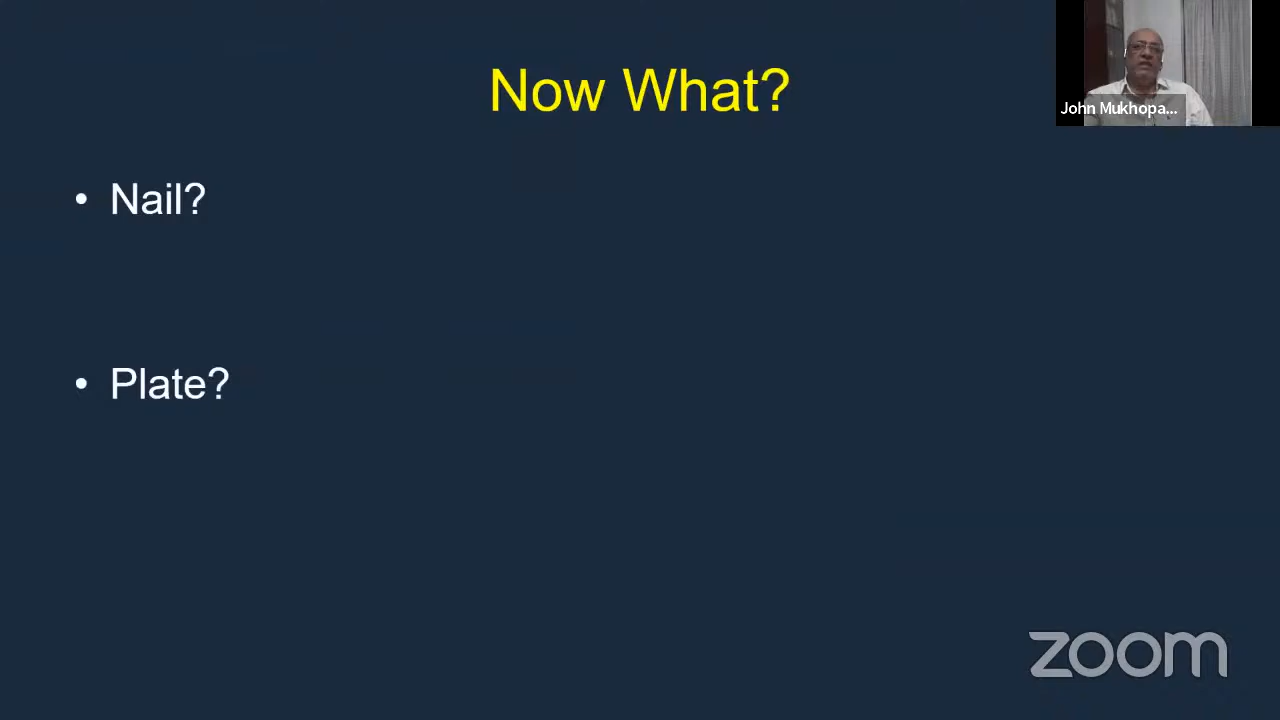 Now What?
John Mukhopa...
• Nail?
• Plate?
zoom